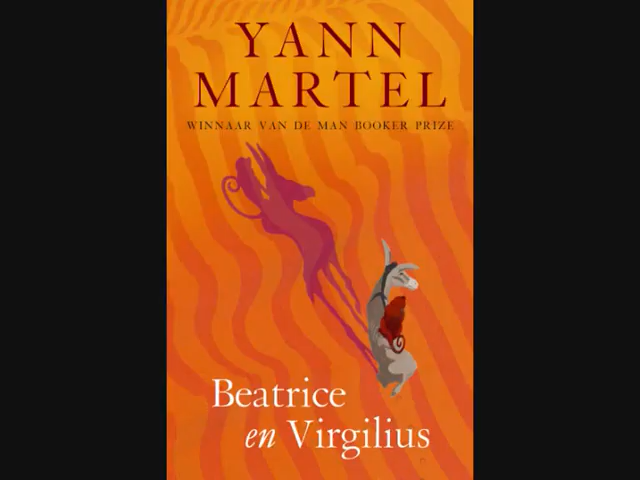 YANN
MARTEL
WINNAAR VAN DE MAN BOOKER PRIZE
Beatrice
en Virgilius